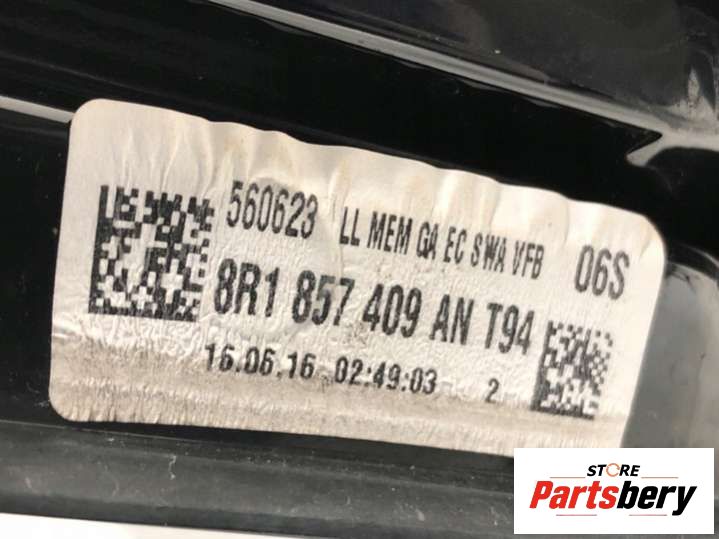 560623 LL MEM GA EC SWA VFB 06S
8R1 857 409 AN T94
16.06.16 02:49:03 2
STORE
Partsbery